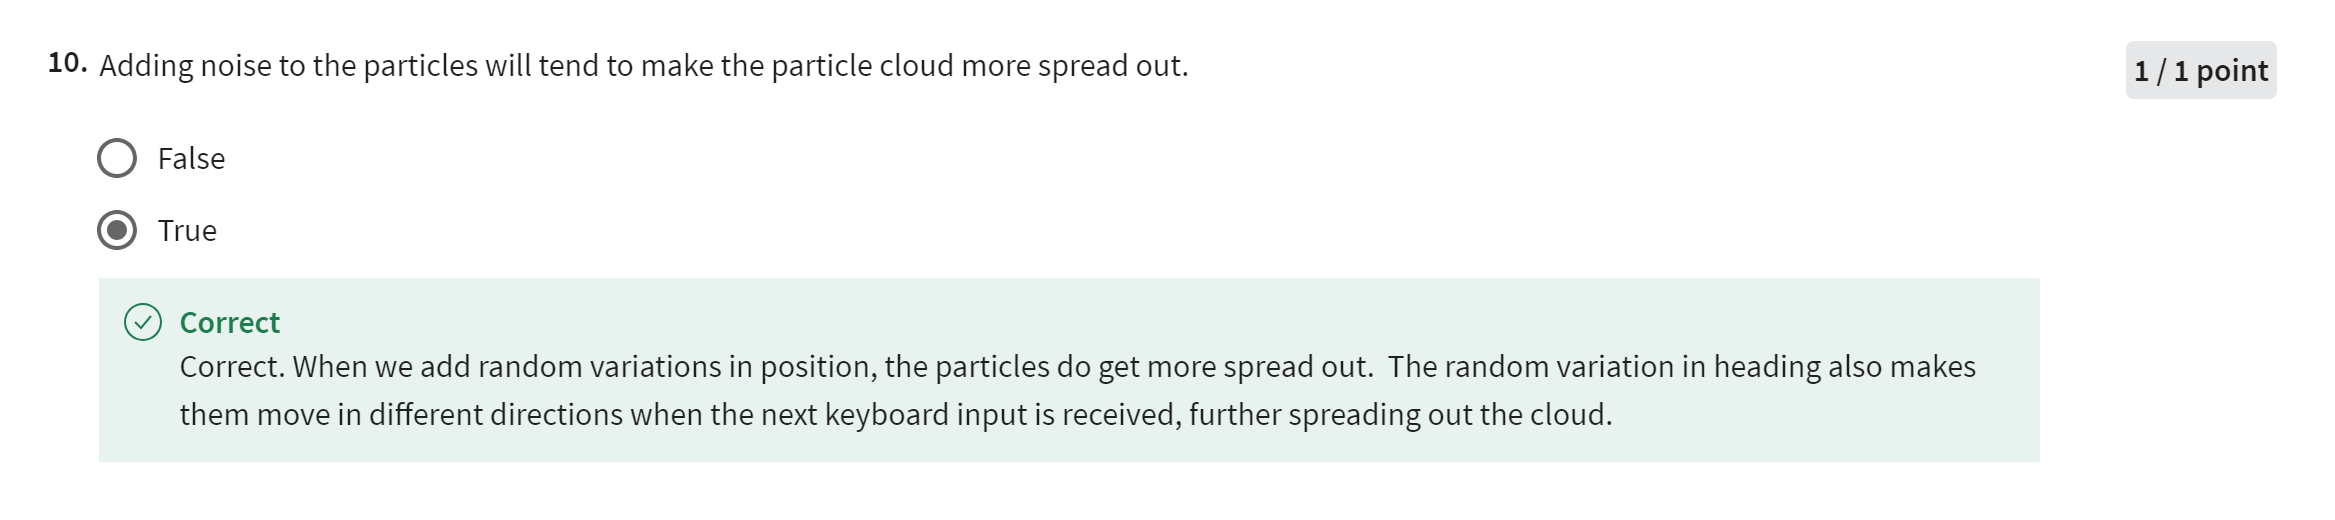 10. Adding noise to the particles will tend to make the particle cloud more spread out.
1 / 1 point
False
True
Correct
Correct. When we add random variations in position, the particles do get more spread out.  The random variation in heading also makes
them move in different directions when the next keyboard input is received, further spreading out the cloud.